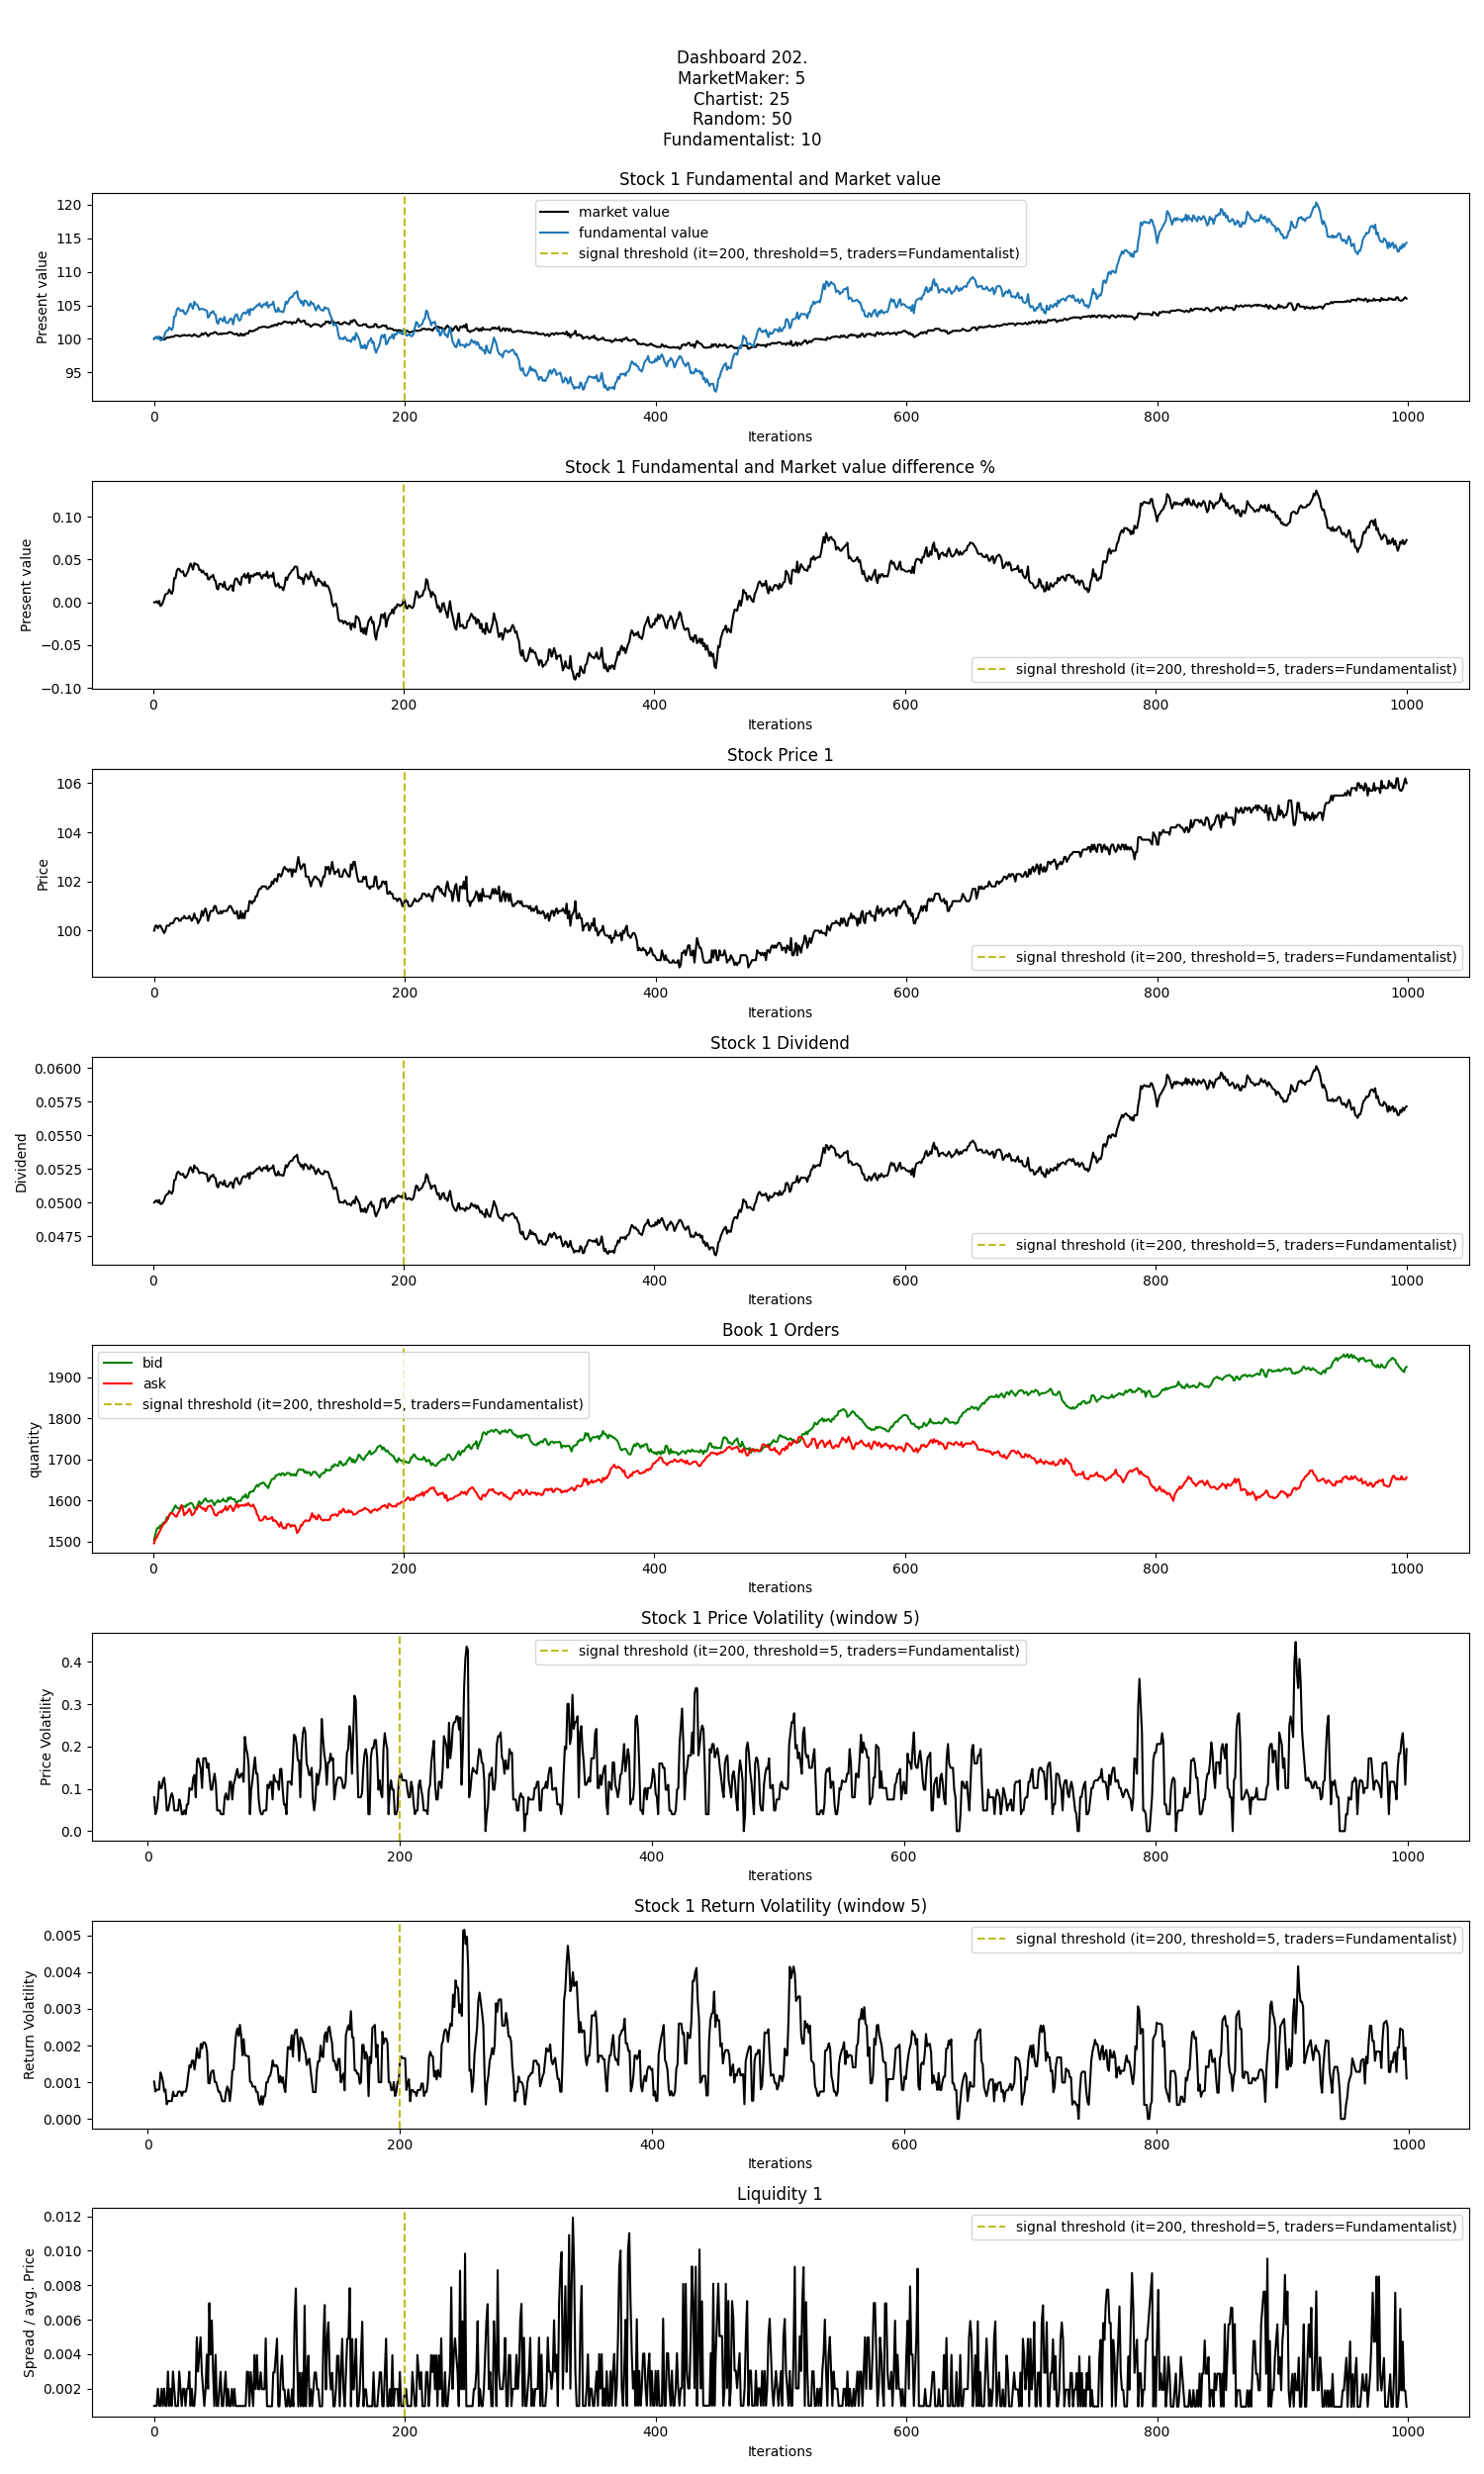 Dashboard 202.
MarketMaker: 5
Chartist: 25
Random: 50
Fundamentalist: 10
Stock 1 Fundamental and Market value
Present value
120
115
110
105
100
95
market value
fundamental value
signal threshold (it=200, threshold=5, traders=Fundamentalist)
0 200 400 600 800 1000
Iterations
Stock 1 Fundamental and Market value difference %
Present value
0.10
0.05
0.00
−0.05
−0.10
signal threshold (it=200, threshold=5, traders=Fundamentalist)
0 200 400 600 800 1000
Iterations
Stock Price 1
Price
106
104
102
100
signal threshold (it=200, threshold=5, traders=Fundamentalist)
0 200 400 600 800 1000
Iterations
Stock 1 Dividend
Dividend
0.0600
0.0575
0.0550
0.0525
0.0500
0.0475
signal threshold (it=200, threshold=5, traders=Fundamentalist)
0 200 400 600 800 1000
Iterations
Book 1 Orders
quantity
1900
1800
1700
1600
1500
bid
ask
signal threshold (it=200, threshold=5, traders=Fundamentalist)
0 200 400 600 800 1000
Iterations
Stock 1 Price Volatility (window 5)
Price Volatility
0.4
0.3
0.2
0.1
0.0
signal threshold (it=200, threshold=5, traders=Fundamentalist)
0 200 400 600 800 1000
Iterations
Stock 1 Return Volatility (window 5)
Return Volatility
0.005
0.004
0.003
0.002
0.001
0.000
signal threshold (it=200, threshold=5, traders=Fundamentalist)
0 200 400 600 800 1000
Iterations
Liquidity 1
Spread / avg. Price
0.012
0.010
0.008
0.006
0.004
0.002
signal threshold (it=200, threshold=5, traders=Fundamentalist)
0 200 400 600 800 1000
Iterations